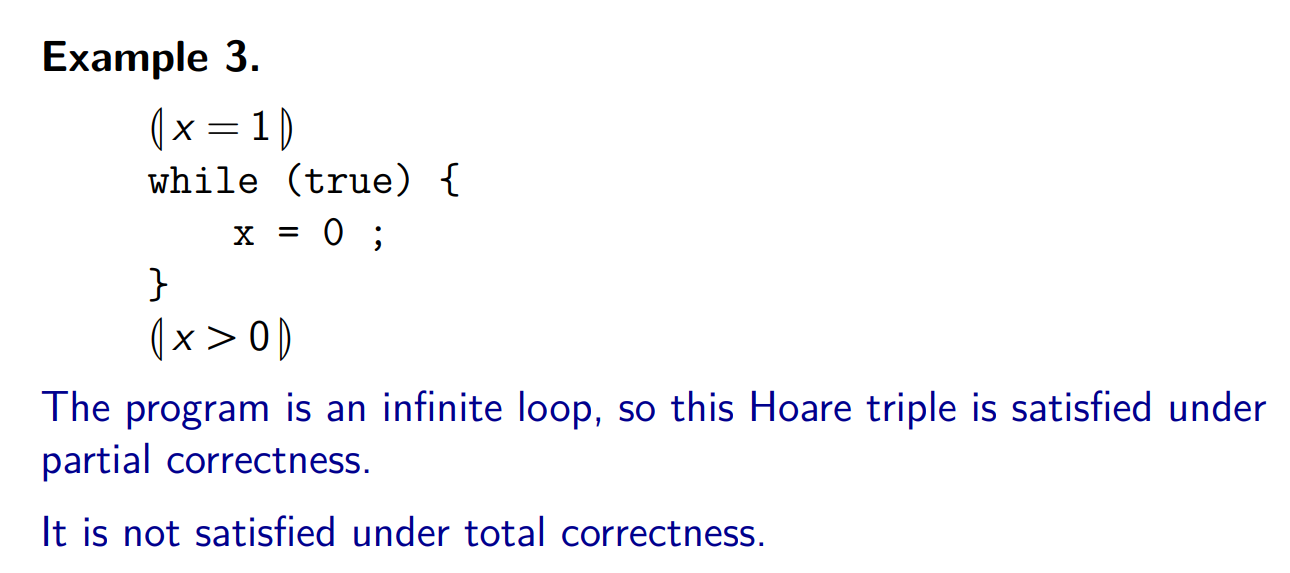 Example 3.
⦇ x = 1 ⦈
while (true) {
    x = 0 ;
}
⦇ x > 0 ⦈
The program is an infinite loop, so this Hoare triple is satisfied under
partial correctness.
It is not satisfied under total correctness.